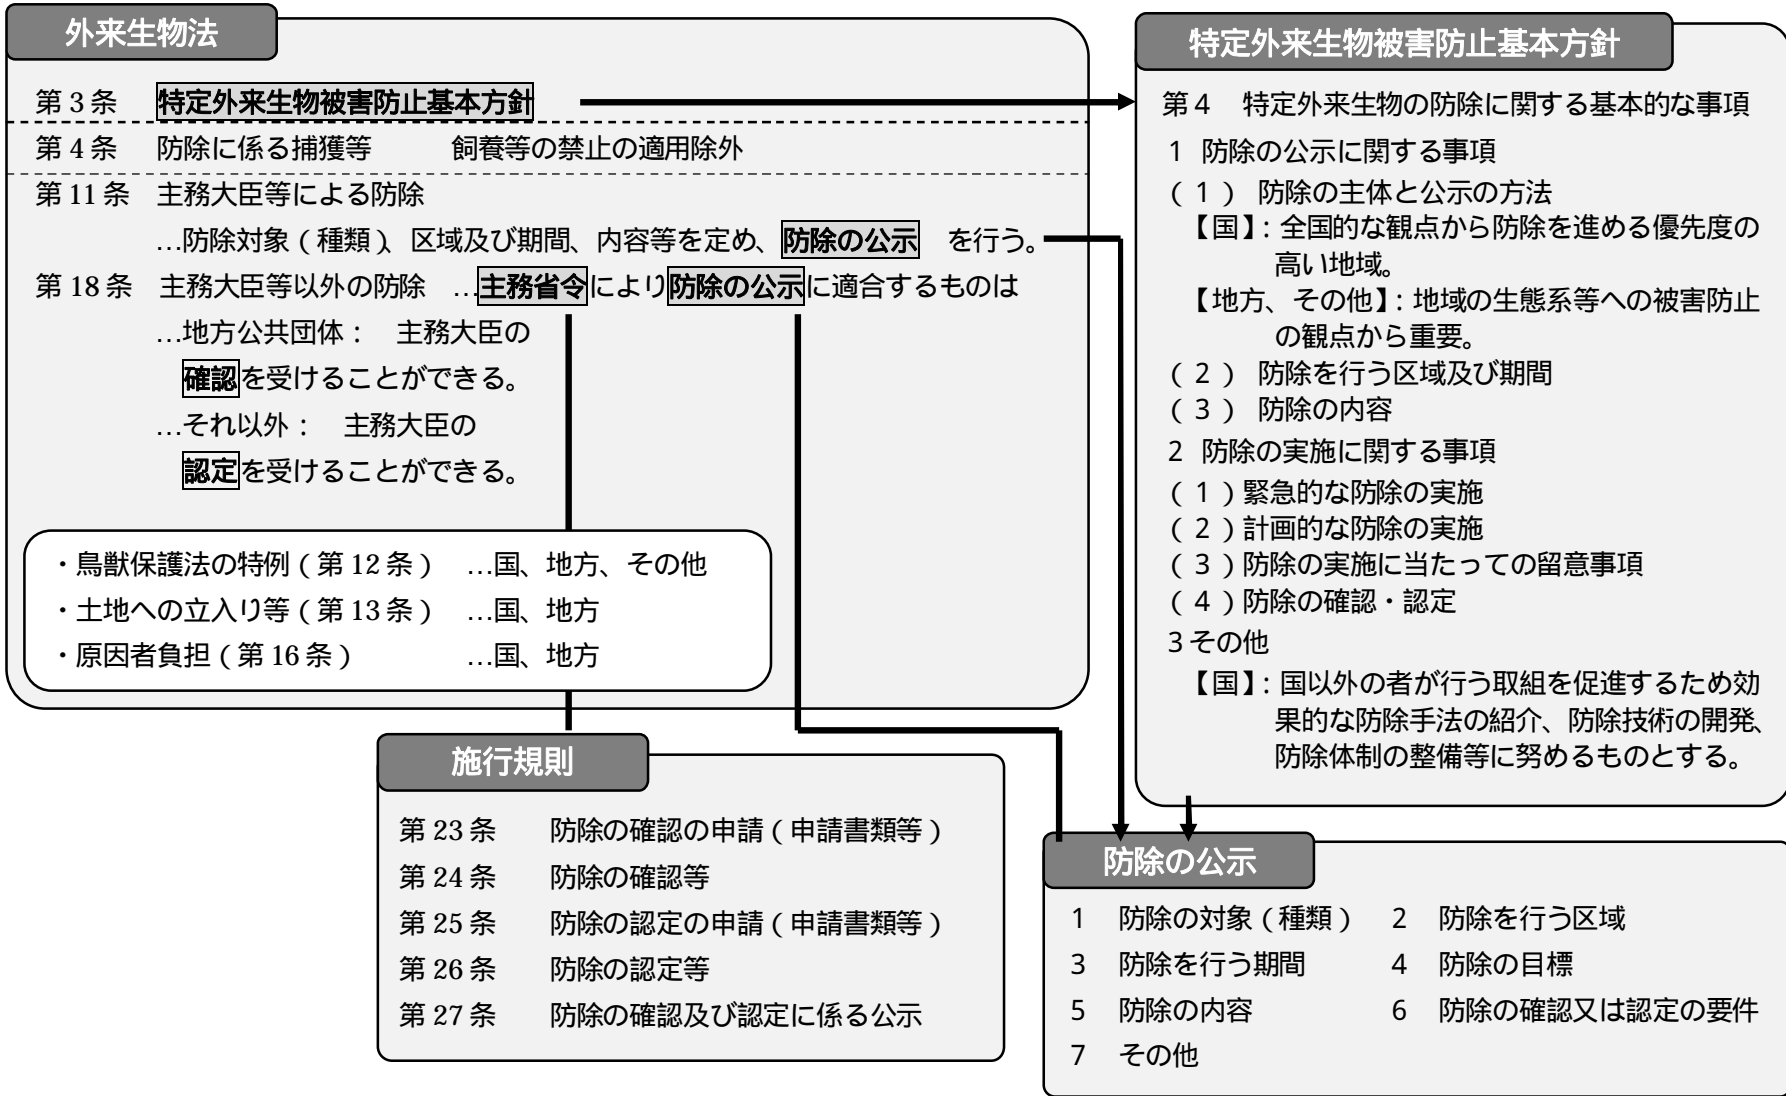 外来生物法
第3条 特定外来生物被害防止基本方針
第4条 防除に係る捕獲等 飼養等の禁止の適用除外
第11条 主務大臣等による防除
…防除対象(種類)、区域及び期間、内容等を定め、防除の公示 を行う。
第18条 主務大臣等以外の防除 …主務省令により防除の公示に適合するものは
…地方公共団体: 主務大臣の
確認を受けることができる。
…それ以外: 主務大臣の
認定を受けることができる。
・鳥獣保護法の特例(第12条) …国、地方、その他
・土地への立入り等(第13条) …国、地方
・原因者負担(第16条) …国、地方
特定外来生物被害防止基本方針
第4 特定外来生物の防除に関する基本的な事項
1 防除の公示に関する事項
(1) 防除の主体と公示の方法
【国】:全国的な観点から防除を進める優先度の
高い地域。
【地方、その他】:地域の生態系等への被害防止
の観点から重要。
(2) 防除を行う区域及び期間
(3) 防除の内容
2 防除の実施に関する事項
(1)緊急的な防除の実施
(2)計画的な防除の実施
(3)防除の実施に当たっての留意事項
(4)防除の確認・認定
3その他
【国】:国以外の者が行う取組を促進するため効
果的な防除手法の紹介、防除技術の開発、
防除体制の整備等に努めるものとする。
施行規則
第23条 防除の確認の申請(申請書類等)
第24条 防除の確認等
第25条 防除の認定の申請(申請書類等)
第26条 防除の認定等
第27条 防除の確認及び認定に係る公示
防除の公示
1 防除の対象(種類) 2 防除を行う区域
3 防除を行う期間 4 防除の目標
5 防除の内容 6 防除の確認又は認定の要件
7 その他